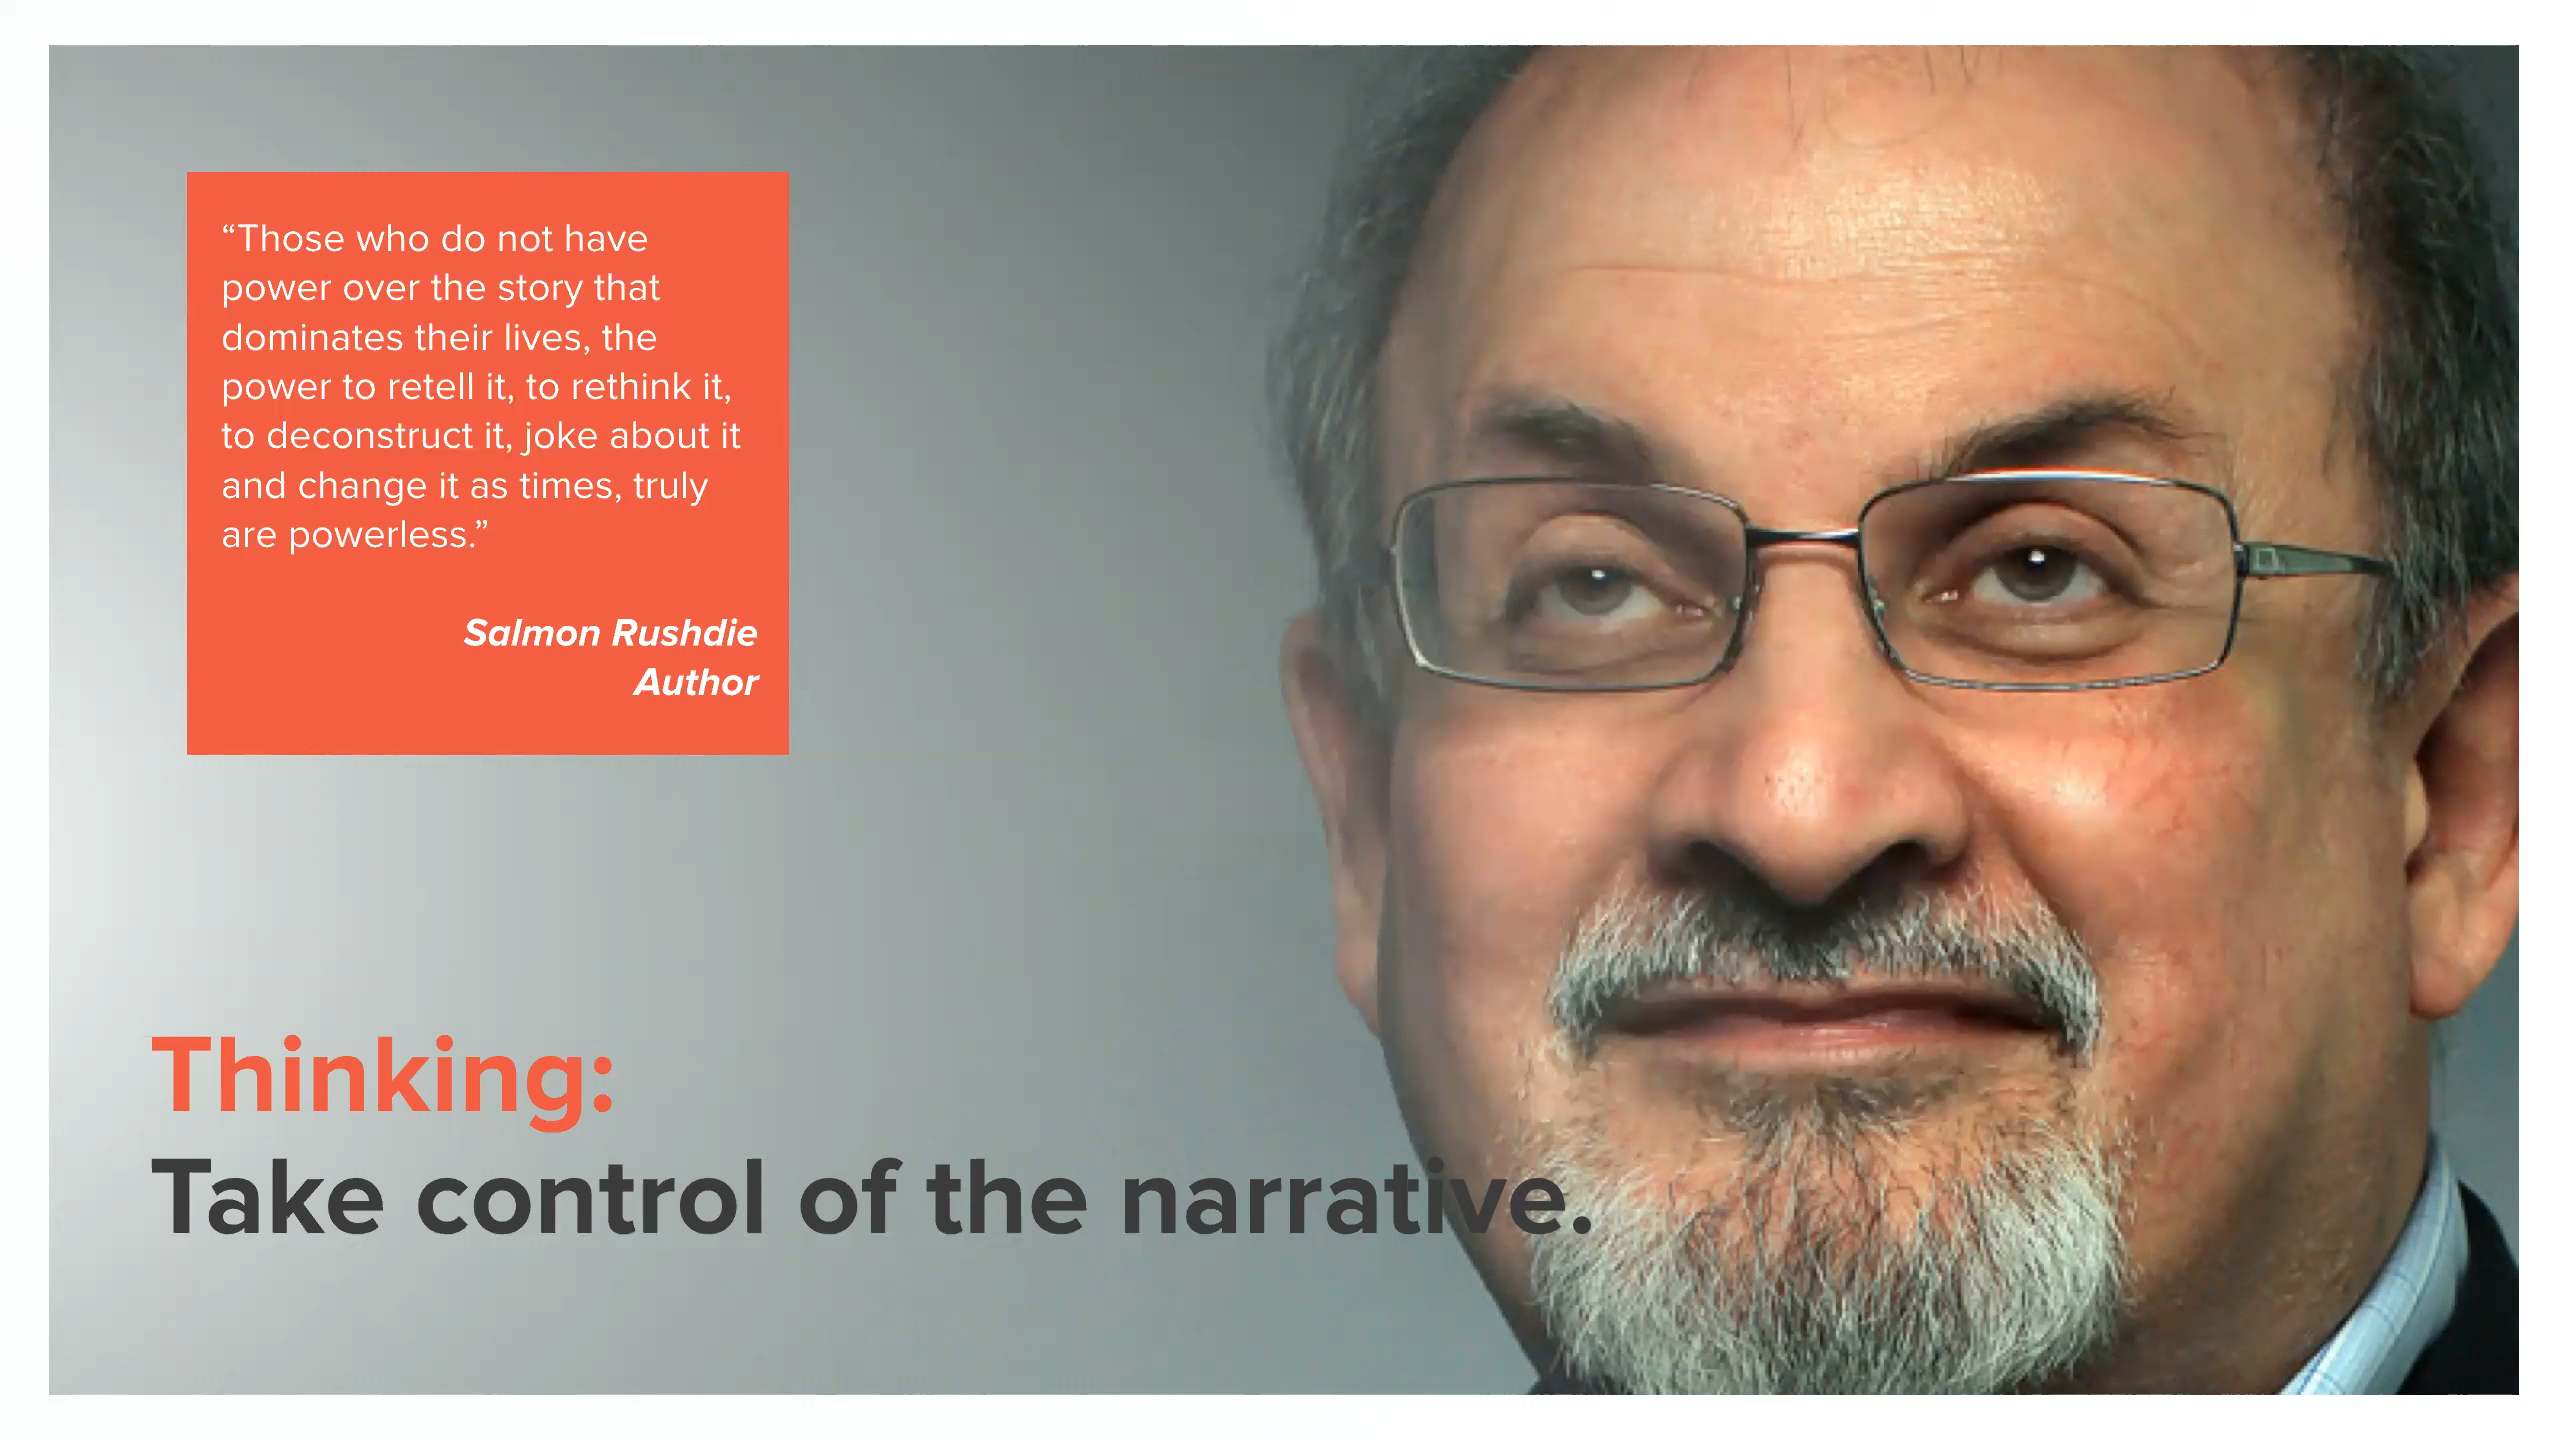 “Those who do not have
power over the story that
dominates their lives, the
power to retell it, to rethink it,
to deconstruct it, joke about it
and change it as times, truly
are powerless.”
Salmon Rushdie
Author
Thinking:
Take control of the narrative.